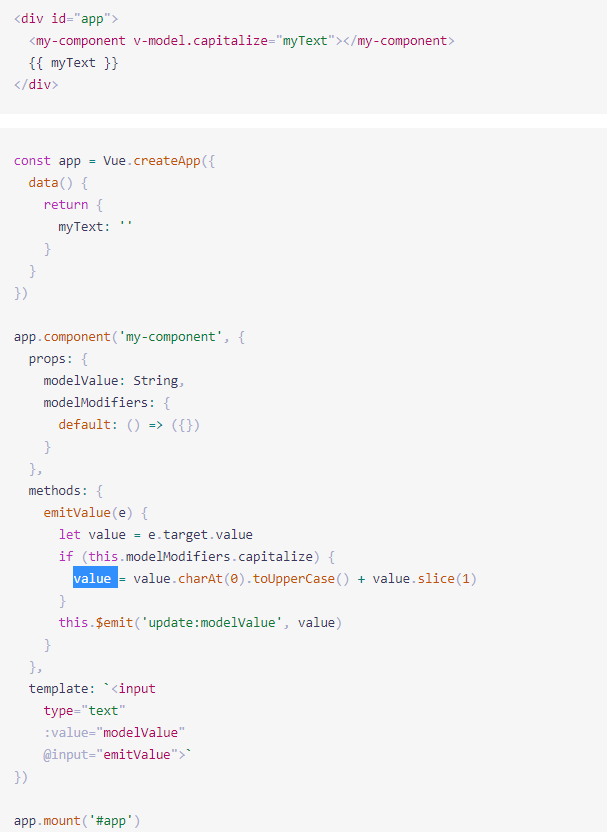 <div id="app">
  <my-component v-model.capitalize="myText"></my-component>
  {{ myText }}
</div>
const app = Vue.createApp({
  data() {
    return {
      myText: ''
    }
  }
})
app.component('my-component', {
  props: {
    modelValue: String,
    modelModifiers: {
      default: () => ({})
    }
  },
  methods: {
    emitValue(e) {
      let value = e.target.value
      if (this.modelModifiers.capitalize) {
        value = value.charAt(0).toUpperCase() + value.slice(1)
      }
      this.$emit('update:modelValue', value)
    }
  },
  template: `<input
    type="text"
    :value="modelValue"
    @input="emitValue">`
})
app.mount('#app')